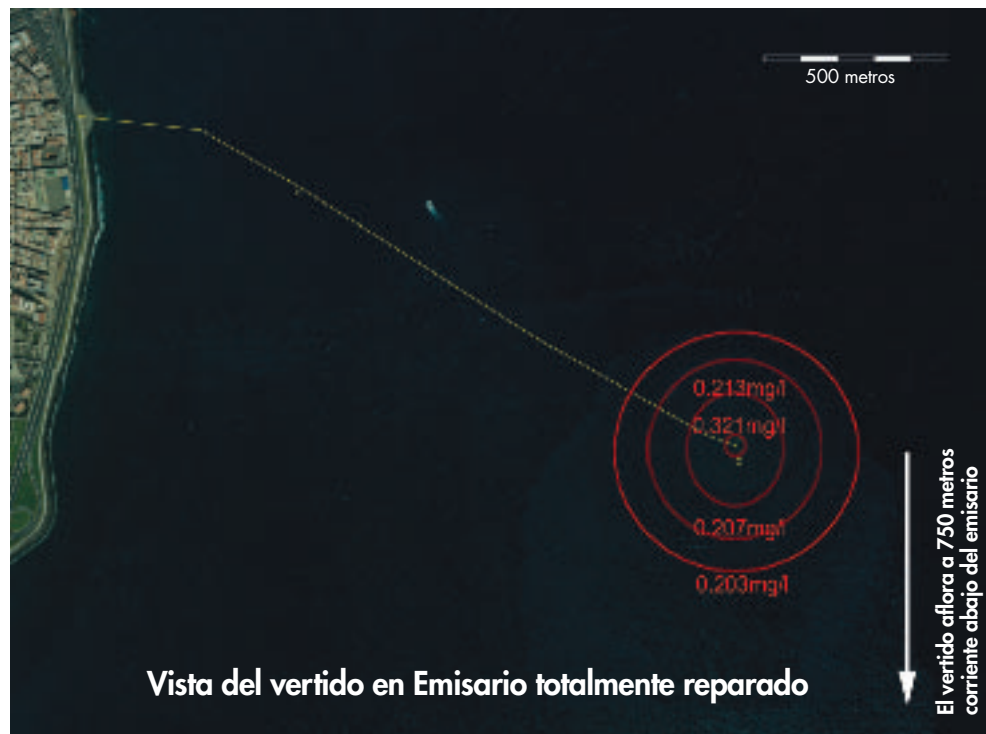 500 metros
0.213mg/l
0.321mg/l
0.207mg/l
0.203mg/l
El vertido aflora a 750 metros
corriente abajo del emisario
Vista del vertido en Emisario totalmente reparado